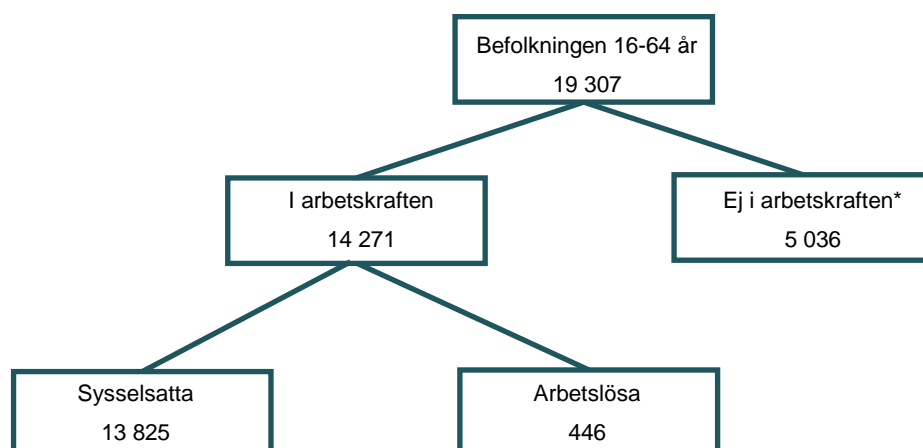 Befolkningen 16-64 år
19 307
I arbetskraften
14 271
Ej i arbetskraften*
5 036
Sysselsatta
13 825
Arbetslösa
446